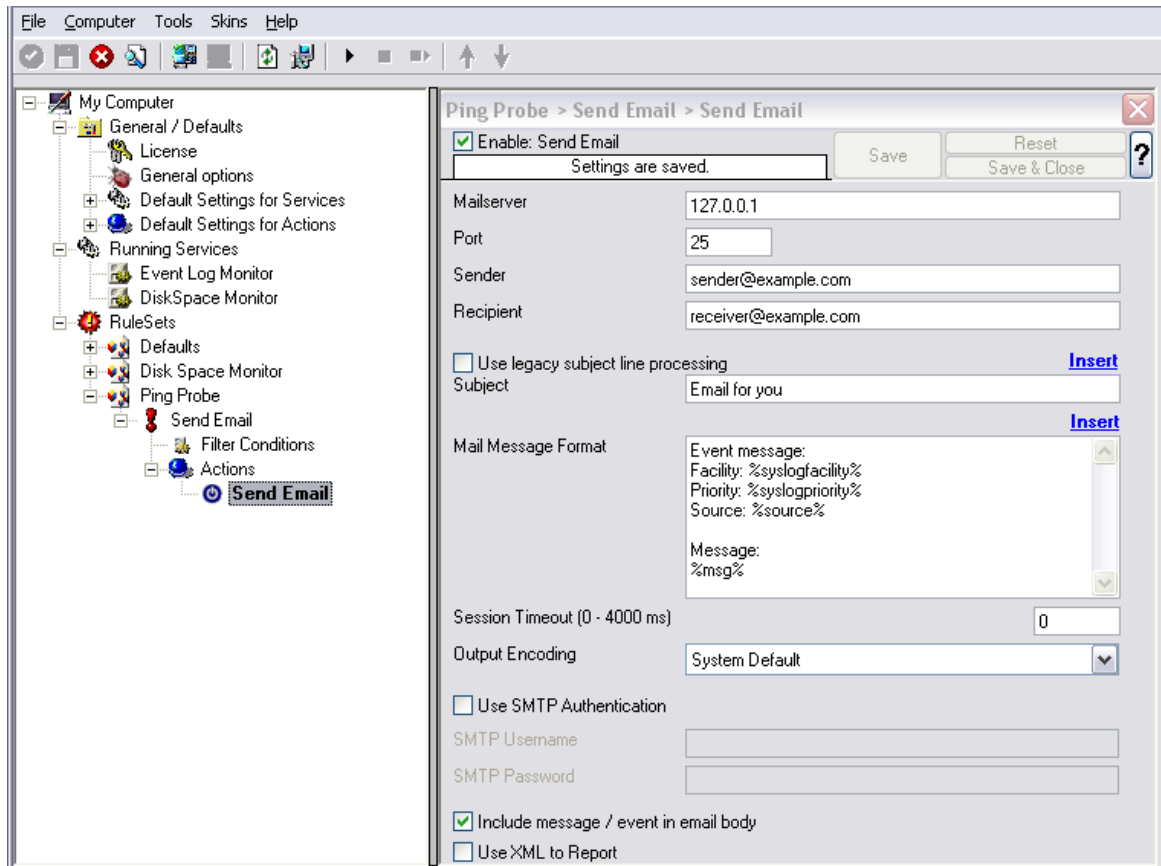 File Computer Tools Skins Help
My Computer
General / Defaults
License
General options
Default Settings for Services
Default Settings for Actions
Running Services
Event Log Monitor
DiskSpace Monitor
RuleSets
Defaults
Disk Space Monitor
Ping Probe
Send Email
Filter Conditions
Actions
Send Email
Ping Probe > Send Email > Send Email
Enable: Send Email
Settings are saved.
Save
Reset
Save & Close
?
Mailserver
127.0.0.1
Port
25
Sender
sender@example.com
Recipient
receiver@example.com
Use legacy subject line processing
Insert
Subject
Email for you
Insert
Mail Message Format
Event message:
Facility: %syslogfacility%
Priority: %syslogpriority%
Source: %source%
Message:
%msg%
Session Timeout (0 - 4000 ms)
0
Output Encoding
System Default
Use SMTP Authentication
SMTP Username
SMTP Password
Include message / event in email body
Use XML to Report